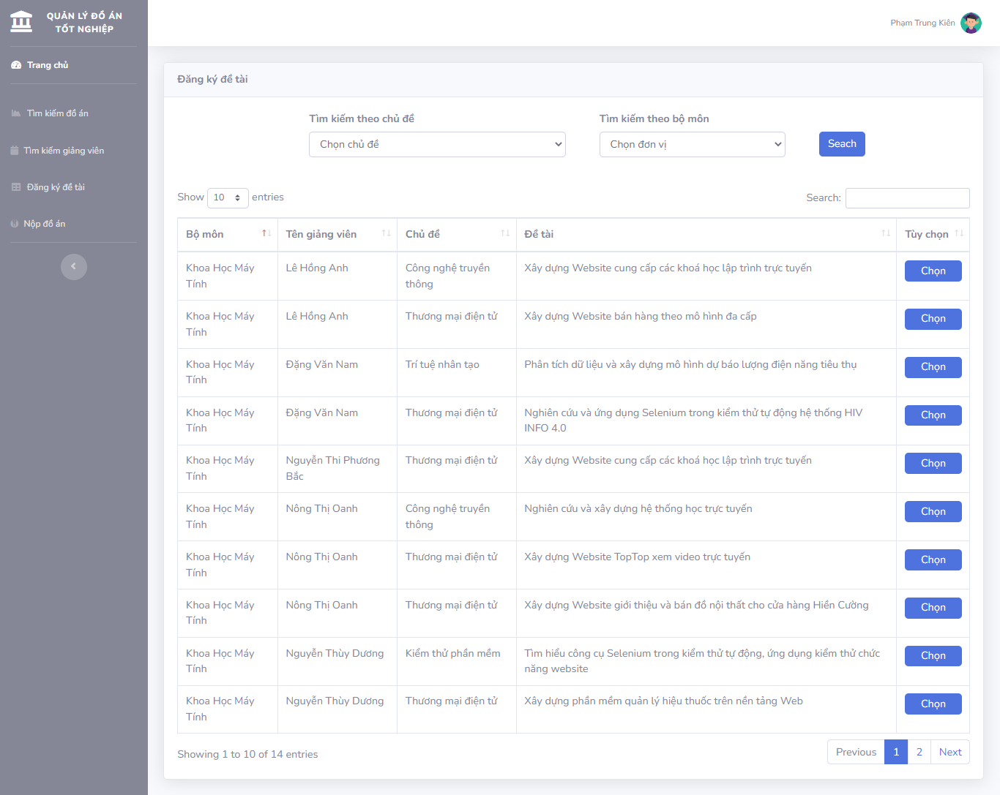 QUẢN LÝ ĐỒ ÁN
TỐT NGHIỆP
Phạm Trung Kiên
Trang chủ
Tìm kiếm đồ án
Tìm kiếm giảng viên
Đăng ký đề tài
Nộp đồ án
Đăng ký đề tài
Tìm kiếm theo chủ đề
Tìm kiếm theo bộ môn
Chọn chủ đề
Chọn đơn vị
Seach
Show 10 entries
Search:
Bộ môn
Tên giảng viên
Chủ đề
Đề tài
Tùy chọn
Khoa Học Máy
Tính
Lê Hồng Anh
Công nghệ truyền
thông
Xây dựng Website cung cấp các khoá học lập trình trực tuyến
Chọn
Khoa Học Máy
Tính
Lê Hồng Anh
Thương mại điện tử
Xây dựng Website bán hàng theo mô hình đa cấp
Chọn
Khoa Học Máy
Tính
Đặng Văn Nam
Trí tuệ nhân tạo
Phân tích dữ liệu và xây dựng mô hình dự báo lượng điện năng tiêu thụ
Chọn
Khoa Học Máy
Tính
Đặng Văn Nam
Thương mại điện tử
Nghiên cứu và ứng dụng Selenium trong kiểm thử tự động hệ thống HIV
INFO 4.0
Chọn
Khoa Học Máy
Tính
Nguyễn Thi Phương
Bắc
Thương mại điện tử
Xây dựng Website cung cấp các khoá học lập trình trực tuyến
Chọn
Khoa Học Máy
Tính
Nông Thị Oanh
Công nghệ truyền
thông
Nghiên cứu và xây dựng hệ thống học trực tuyến
Chọn
Khoa Học Máy
Tính
Nông Thị Oanh
Thương mại điện tử
Xây dựng Website TopTop xem video trực tuyến
Chọn
Khoa Học Máy
Tính
Nông Thị Oanh
Thương mại điện tử
Xây dựng Website giới thiệu và bán đồ nội thất cho cửa hàng Hiền Cường
Chọn
Khoa Học Máy
Tính
Nguyễn Thùy Dương
Kiểm thử phần mềm
Tìm hiểu công cụ Selenium trong kiểm thử tự động, ứng dụng kiểm thử chức
năng website
Chọn
Khoa Học Máy
Tính
Nguyễn Thùy Dương
Thương mại điện tử
Xây dựng phần mềm quản lý hiệu thuốc trên nền tảng Web
Chọn
Showing 1 to 10 of 14 entries
Previous 1 2 Next